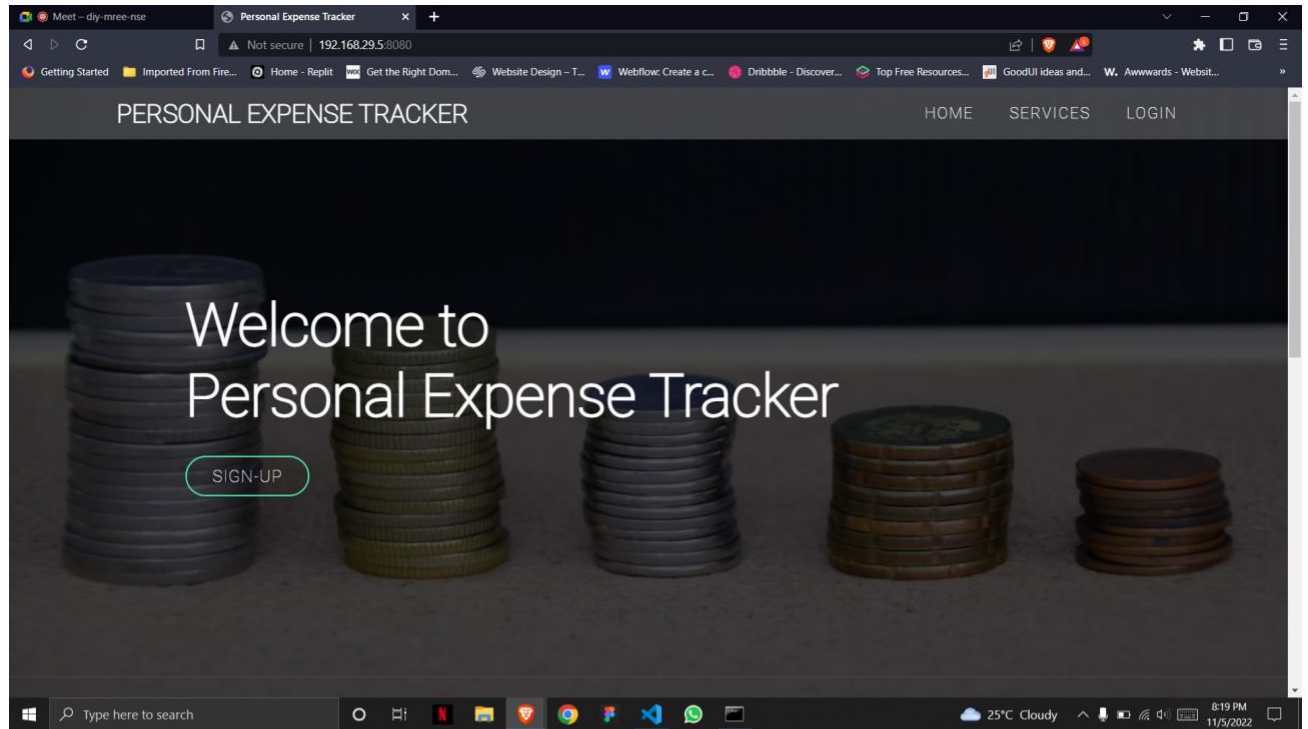 Meet – diy-mree-nse
Personal Expense Tracker
Not secure | 192.168.29.5:8080
Getting Started Imported From Fire... Home - Replit Get the Right Dom... Website Design – T... Webflow: Create a c... Dribbble - Discover... Top Free Resources... GoodUI ideas and... W. Awwwards - Websit... »
PERSONAL EXPENSE TRACKER HOME SERVICES LOGIN
Welcome to
Personal Expense Tracker
SIGN-UP
Type here to search
25°C Cloudy
8:19 PM
11/5/2022